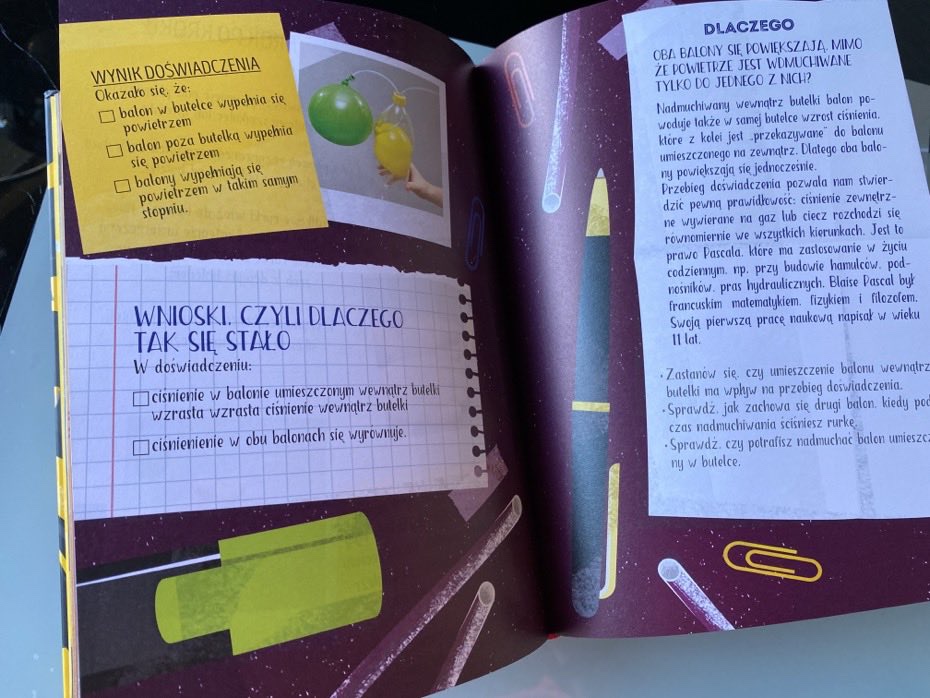 WYNIK DOŚWIADCZENIA
Okazało się, że:
balon w butelce wypełnia się
powietrzem
balon poza butelką wypełnia
się powietrzem
balony wypełniają się
powietrzem w takim samym
stopniu.
WNIOSKI, CZYLI DLACZEGO
TAK SIĘ STAŁO
W doświadczeniu:
ciśnienie w balonie umieszczonym wewnątrz butelki
wzrasta wzrasta ciśnienie wewnątrz butelki
ciśnienienie w obu balonach się wyrównuje.
DLACZEGO
OBA BALONY SIĘ POWIĘKSZAJĄ, MIMO
ŻE POWIETRZE JEST WDMUCHIWANE
TYLKO DO JEDNEGO Z NICH?
Nadmuchiwany wewnątrz butelki balon po-
woduje także w samej butelce wzrost ciśnienia,
które z kolei jest „przekazywane" do balonu
umieszczonego na zewnątrz. Dlatego oba balo-
ny powiększają się jednocześnie.
Przebieg doświadczenia pozwala nam stwier-
dzić pewną prawidłowość: ciśnienie zewnętrz-
ne wywierane na gaz lub ciecz rozchodzi się
równomiernie we wszystkich kierunkach. Jest to
prawo Pascala, które ma zastosowanie w życiu
codziennym, np. przy budowie hamulców, pod-
nośników, pras hydraulicznych. Blaise Pascal był
francuskim matematykiem, fizykiem i filozofem.
Swoją pierwszą pracę naukową napisał w wieku
11 lat.
• Zastanów się, czy umieszczenie balonu wewnątrz
butelki ma wpływ na przebieg doświadczenia.
• Sprawdź, jak zachowa się drugi balon, kiedy pod
czas nadmuchiwania ściśniesz rurkę.
• Sprawdź, czy potrafisz nadmuchać balon umieszczo
ny w butelce.